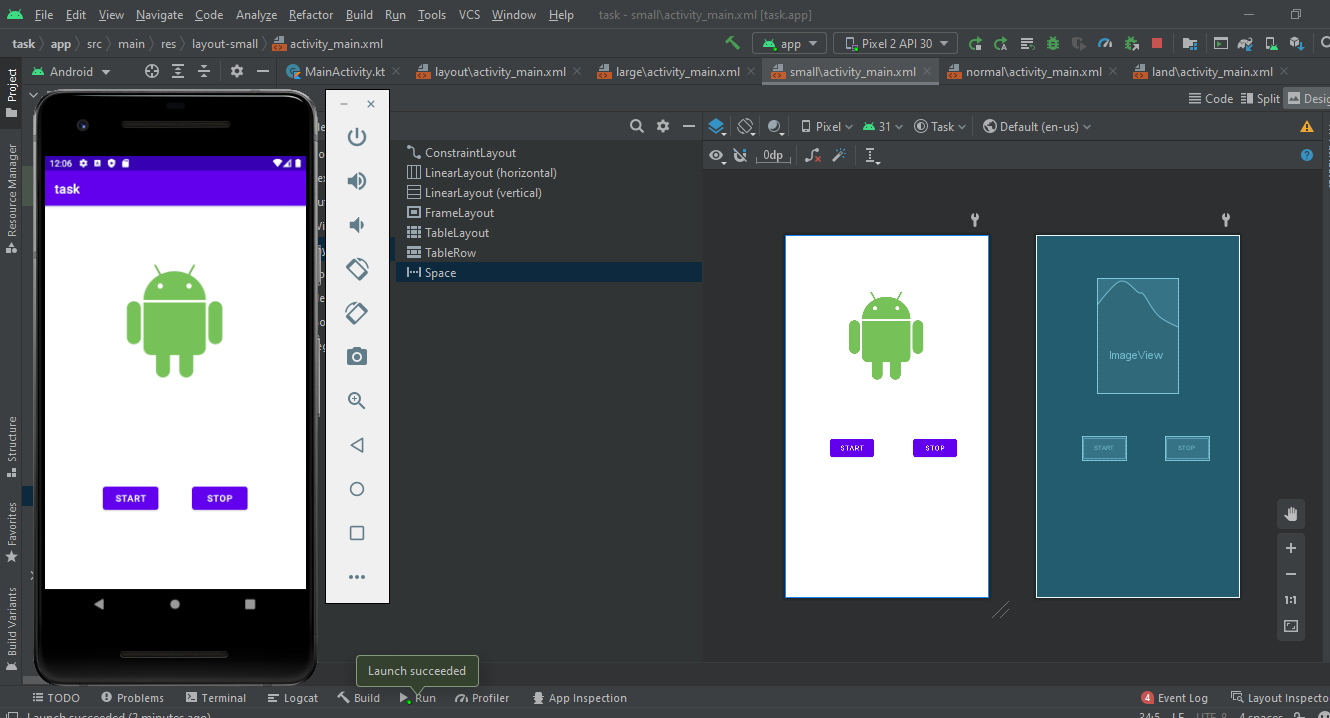 File Edit View Navigate Code Analyze Refactor Build Run Tools VCS Window Help task - small\activity_main.xml [task.app]
task app src main res layout-small activity_main.xml
app Pixel 2 API 30
Android MainActivity.kt layout\activity_main.xml large\activity_main.xml small\activity_main.xml normal\activity_main.xml land\activity_main.xml
Code Split Desig
Project
Resource Manager
Structure
Favorites
Build Variants
12:06
task
START STOP
ConstraintLayout
LinearLayout (horizontal)
LinearLayout (vertical)
FrameLayout
TableLayout
TableRow
Space
Pixel 31 Task Default (en-us)
0dp
START STOP
ImageView
START STOP
1:1
Launch succeeded
TODO Problems Terminal Logcat Build Run Profiler App Inspection 4 Event Log Layout Inspecto
Launch succeeded (2 minutes ago) 34:5 LF UTF-8 4 spaces